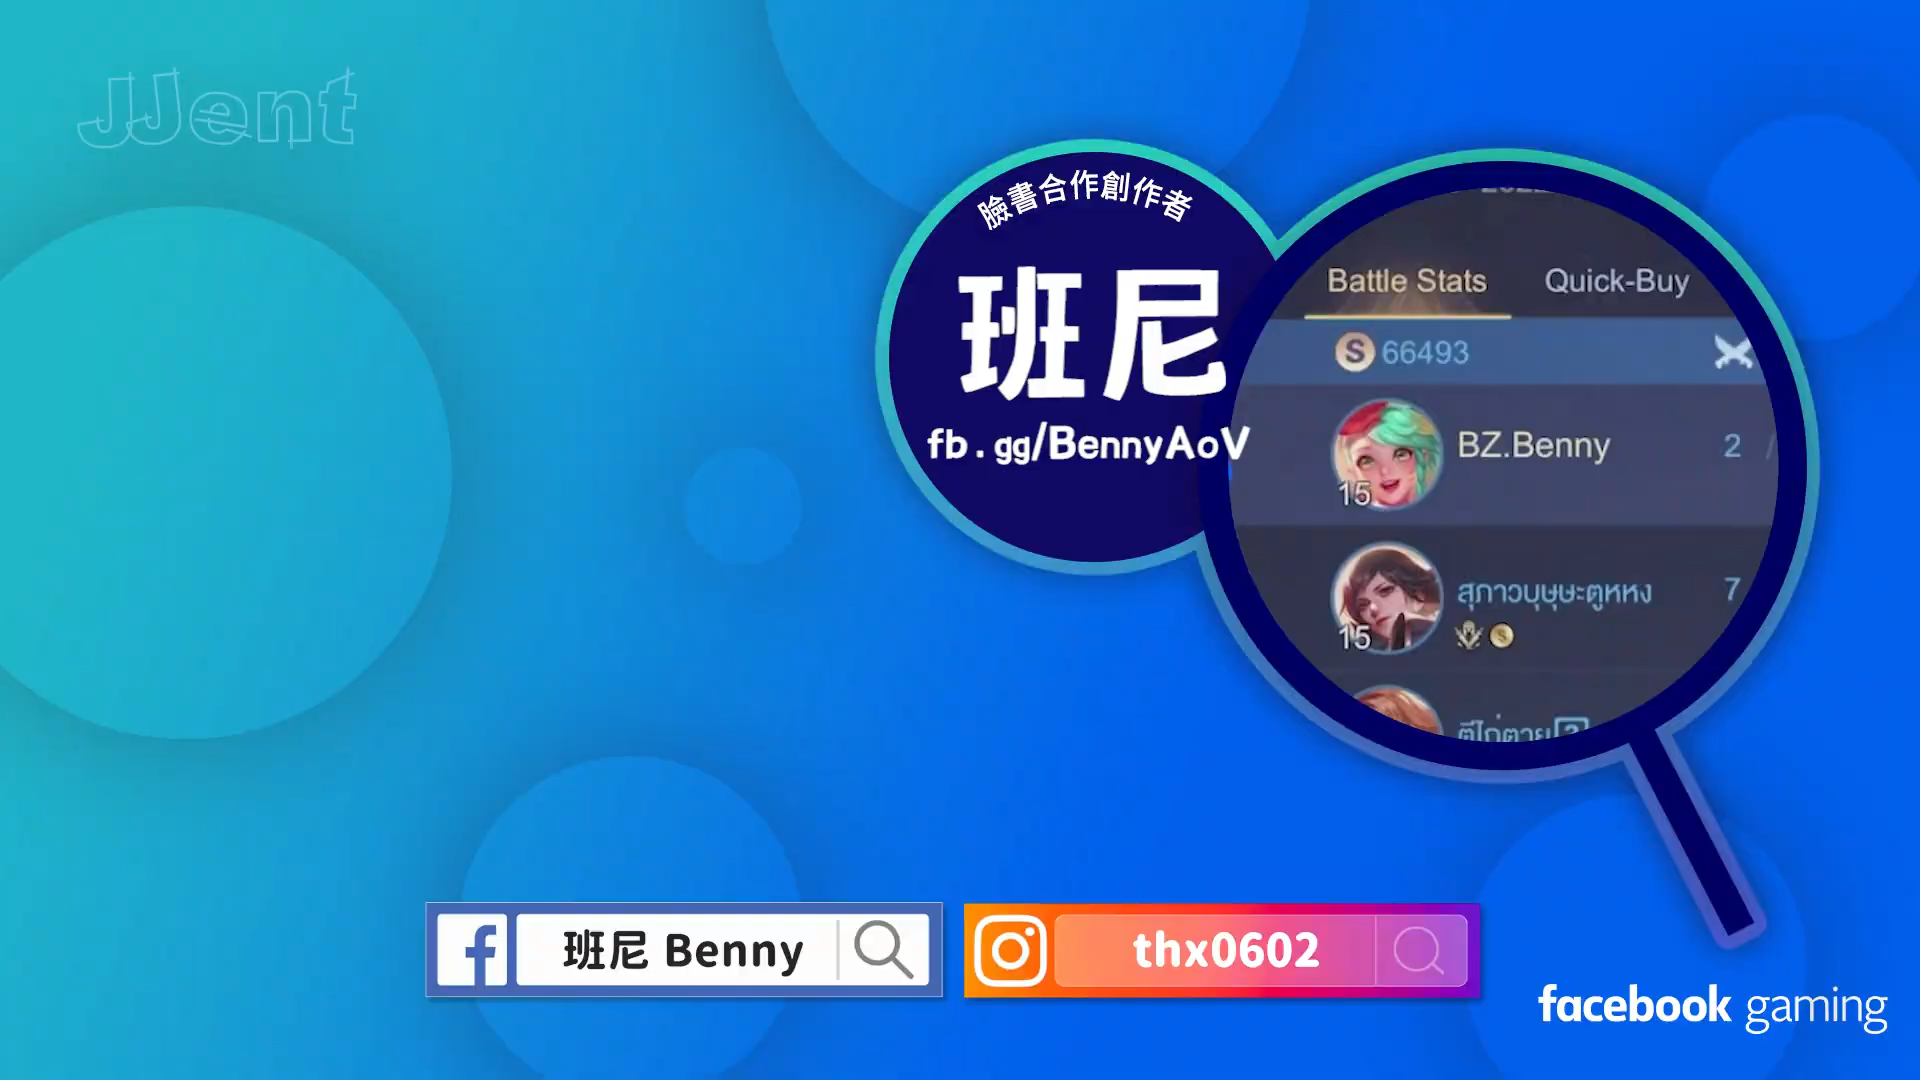 JJent
臉書合作創作者
班尼
fb.gg/BennyAoV
Battle Stats
Quick-Buy
66493
BZ.Benny
2 /
15
สุภาวบุษุษะตูหหง
7
15
班尼 Benny
thx0602
facebook gaming